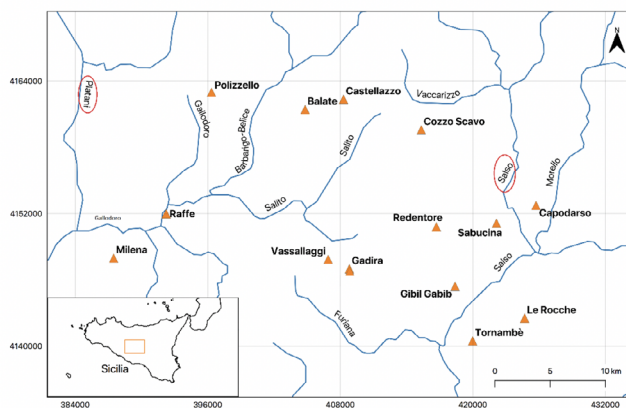 N
4164000
4152000
4140000
384000
396000
408000
420000
432000
Platani
Polizzello
Gallodoro
Barbarigo-Belice
Balate
Castellazzo
Vaccarizzo
Cozzo Scavo
Salito
Salito
Salso
Morello
Capodarso
Gallodoro
Raffe
Redentore
Sabucina
Milena
Vassallaggi
Gadira
Salso
Gibil Gabib
Furiana
Le Rocche
Tornambè
Sicilia
0 5 10 km